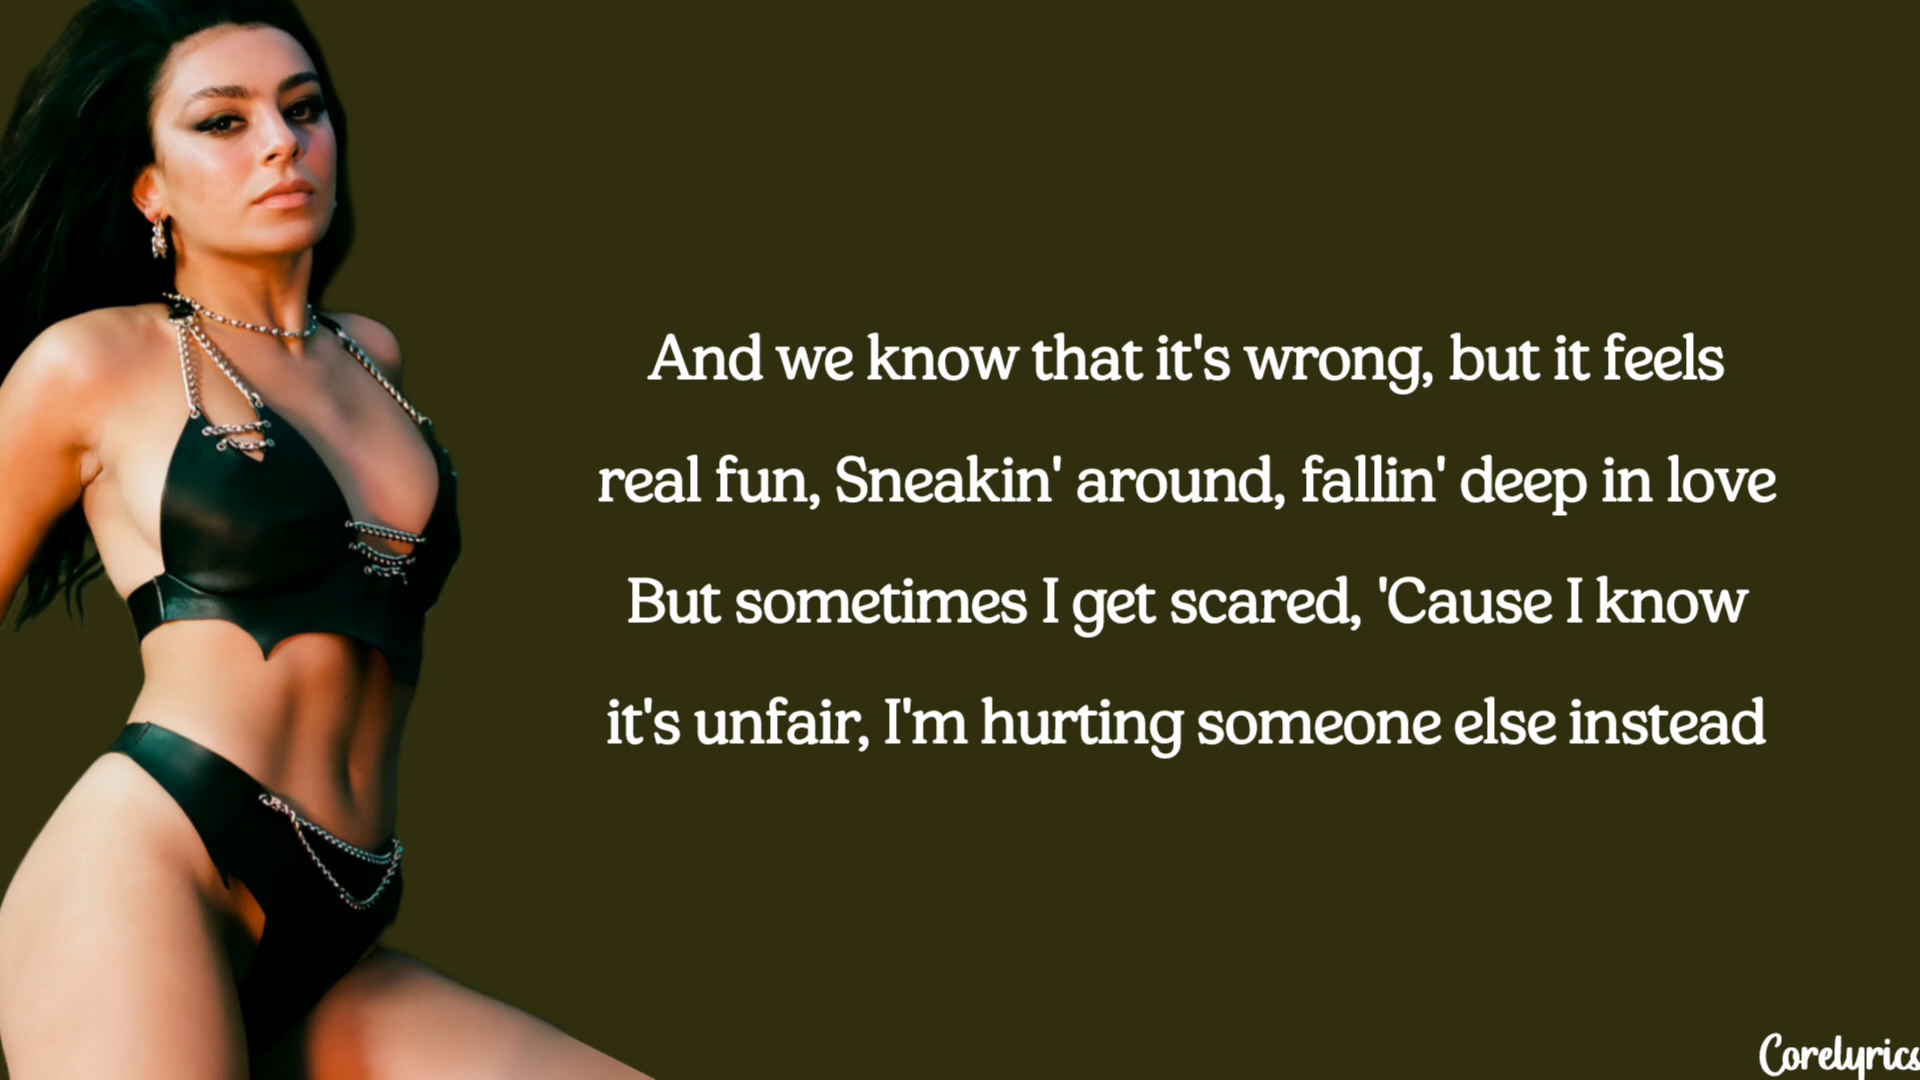 And we know that it's wrong, but it feels
real fun, Sneakin' around, fallin' deep in love
But sometimes I get scared, 'Cause I know
it's unfair, I'm hurting someone else instead
Corelyrics